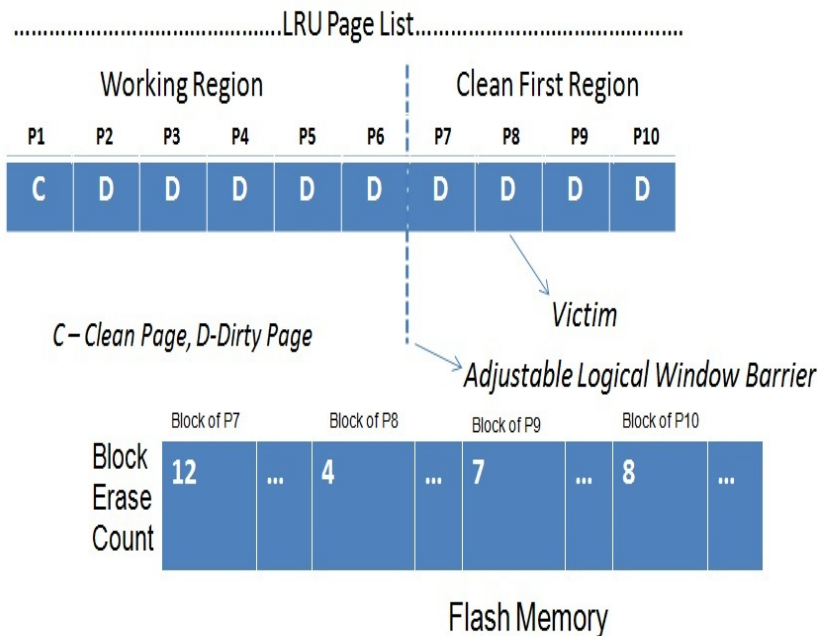 ..........................................LRU Page List..........................................
Working Region Clean First Region
P1 P2 P3 P4 P5 P6 P7 P8 P9 P10
C D D D D D D D D D
Victim
C – Clean Page, D-Dirty Page
Adjustable Logical Window Barrier
Block of P7 Block of P8 Block of P9 Block of P10
Block
Erase
Count
12 ... 4 ... 7 ... 8 ...
Flash Memory